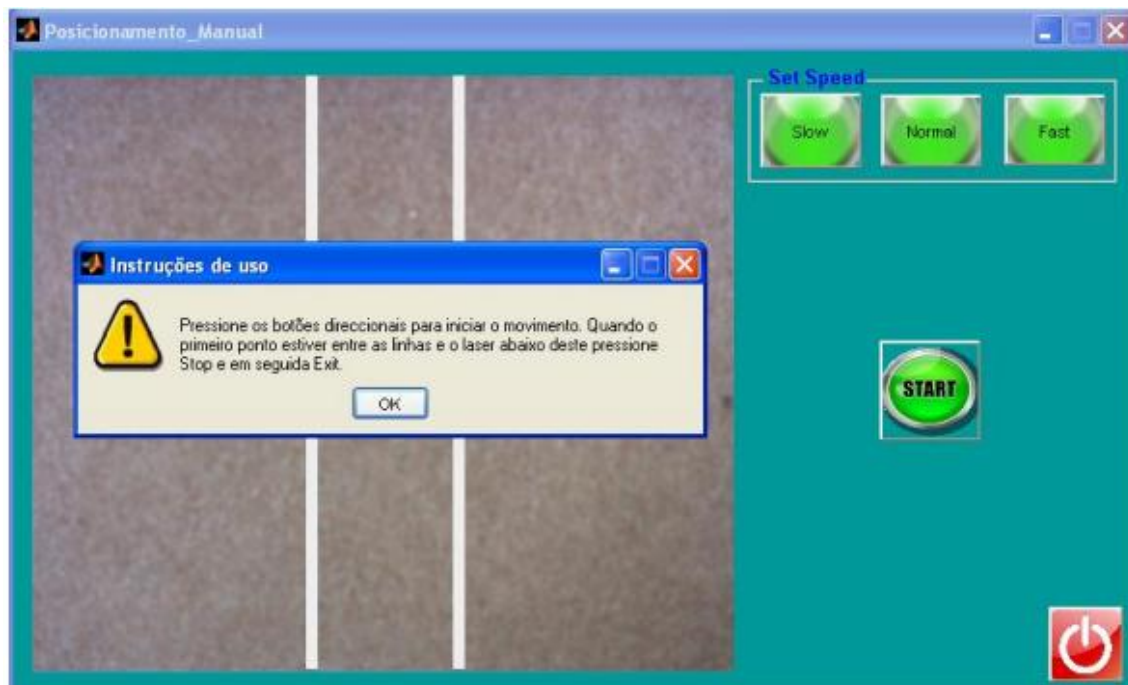 Posicionamento_Manual
Set Speed
Slow
Normal
Fast
Instruções de uso
Pressione os botões direccionais para iniciar o movimento. Quando o
primeiro ponto estiver entre as linhas e o laser abaixo deste pressione
Stop e em seguida Exit.
OK
START